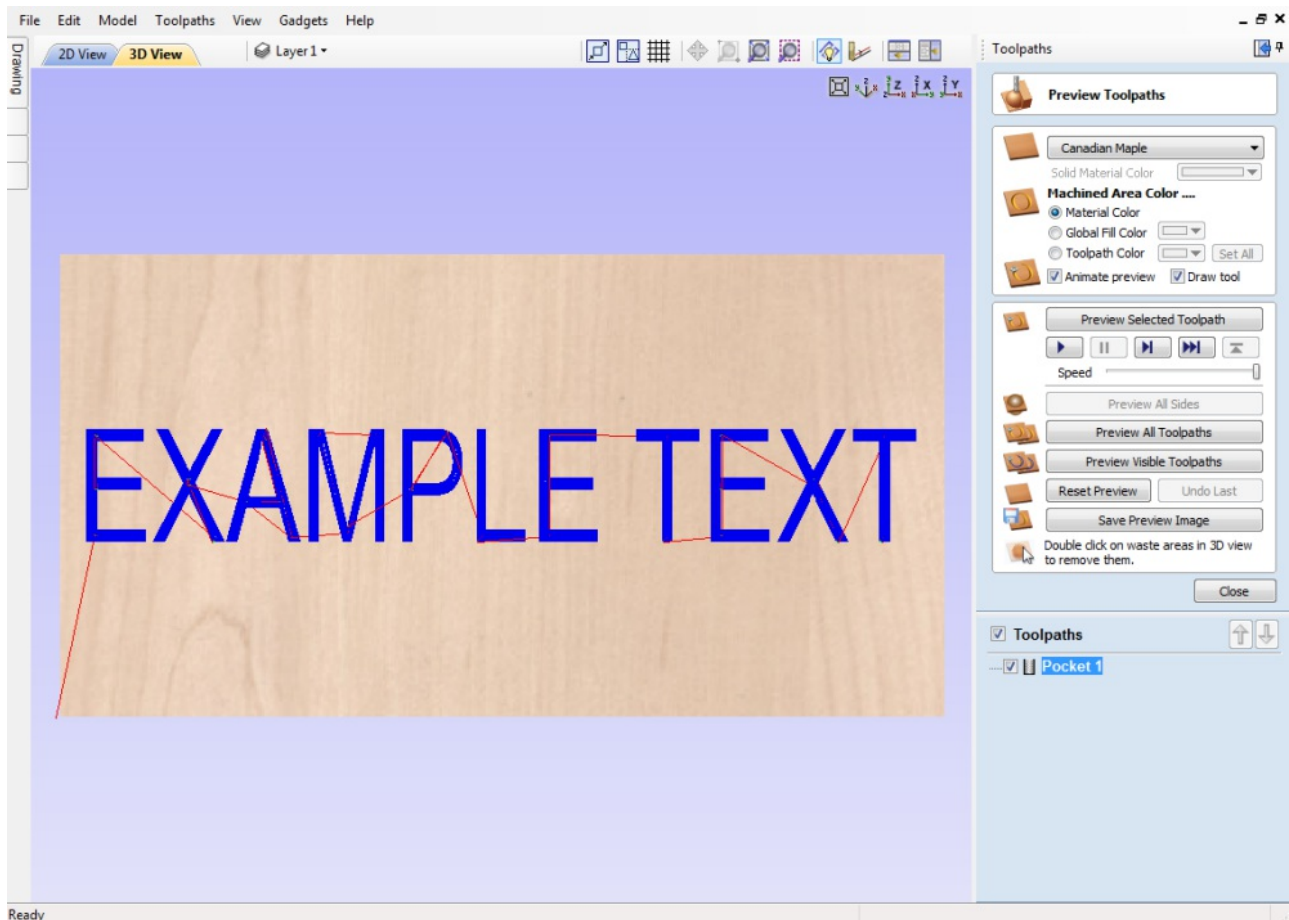 File Edit Model Toolpaths View Gadgets Help
Drawing
2D View 3D View Layer 1
Toolpaths
Preview Toolpaths
Canadian Maple
Solid Material Color
Machined Area Color ....
Material Color
Global Fill Color
Toolpath Color Set All
Animate preview Draw tool
Preview Selected Toolpath
Speed
Preview All Sides
Preview All Toolpaths
Preview Visible Toolpaths
Reset Preview Undo Last
Save Preview Image
Double click on waste areas in 3D view
to remove them.
Close
Toolpaths
Pocket 1
EXAMPLE TEXT
Ready